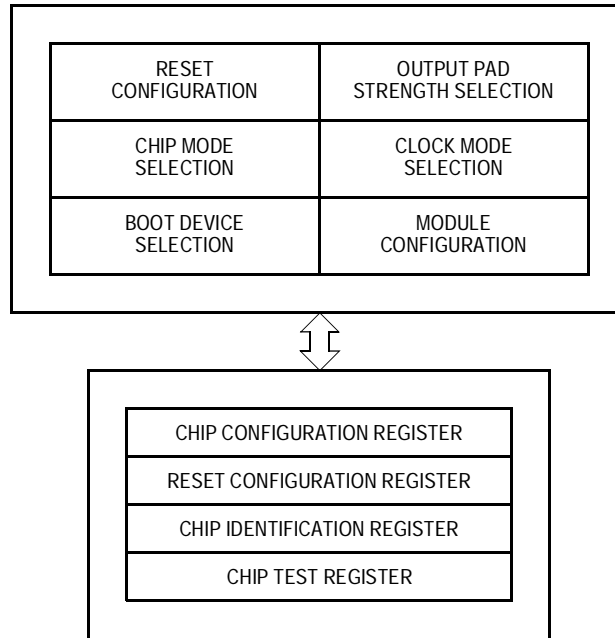 RESET
CONFIGURATION
OUTPUT PAD
STRENGTH SELECTION
CHIP MODE
SELECTION
CLOCK MODE
SELECTION
BOOT DEVICE
SELECTION
MODULE
CONFIGURATION
CHIP CONFIGURATION REGISTER
RESET CONFIGURATION REGISTER
CHIP IDENTIFICATION REGISTER
CHIP TEST REGISTER